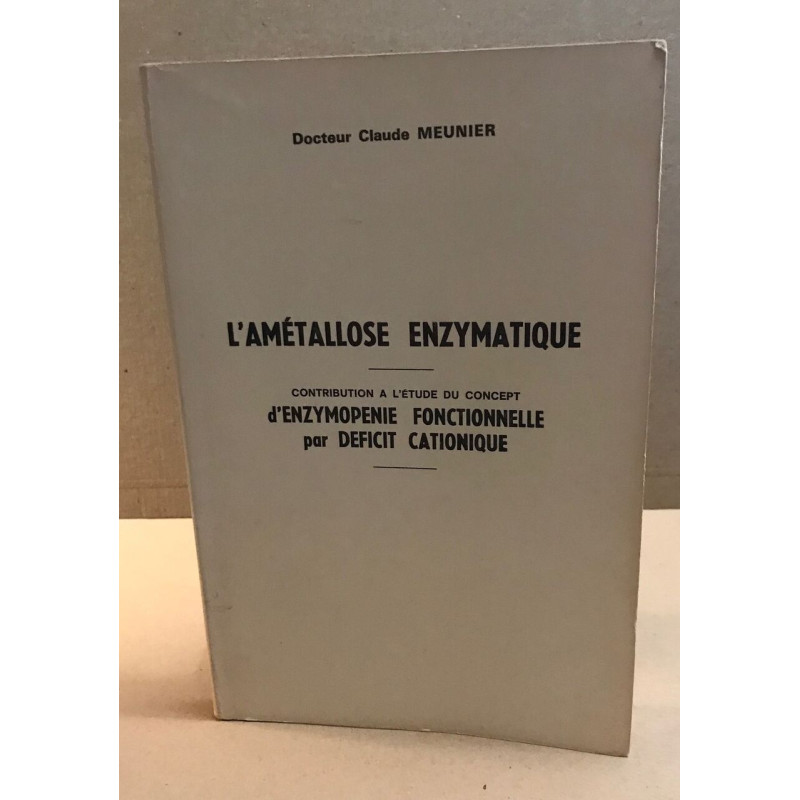 Docteur Claude MEUNIER
L'AMÉTALLOSE ENZYMATIQUE
CONTRIBUTION A L'ÉTUDE DU CONCEPT
d'ENZYMOPENIE FONCTIONNELLE
par DEFICIT CATIONIQUE